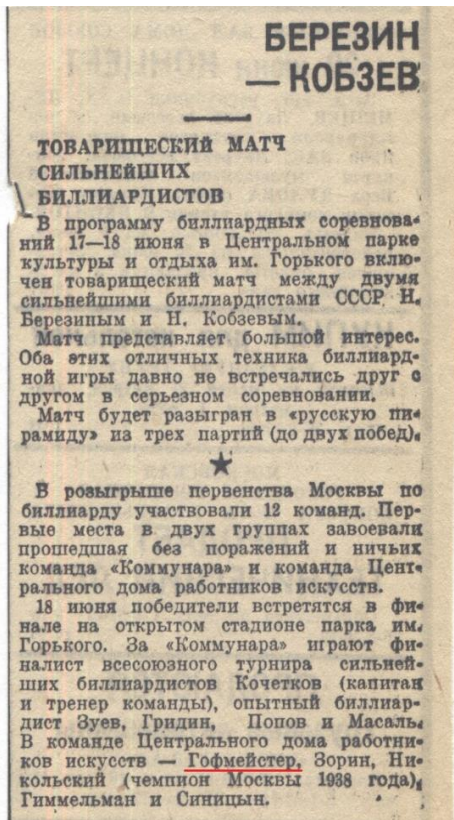 БЕРЕЗИН
— КОБЗЕВ
ТОВАРИЩЕСКИЙ МАТЧ
СИЛЬНЕЙШИХ
БИЛЛИАРДИСТОВ
В программу биллиардных соревнова-
ний 17—18 июня в Центральном парке
культуры и отдыха им. Горького вклю-
чен товарищеский матч между двумя
сильнейшими биллиардистами СССР Н.
Березиным и Н. Кобзевым.
Матч представляет большой интерес.
Оба этих отличных техника биллиард-
ной игры давно не встречались друг с
другом в серьезном соревновании.
Матч будет разыгран в «русскую пи-
рамиду» из трех партий (до двух побед).
★
В розыгрыше первенства Москвы по
биллиарду участвовали 12 команд. Пер-
вые места в двух группах завоевали
прошедшая без поражений и ничьих
команда «Коммунара» и команда Цент-
рального дома работников искусств.
18 июня победители встретятся в фи-
нале на открытом стадионе парка им.
Горького. За «Коммунара» играют фи-
налист всесоюзного турнира сильней-
ших биллиардистов Кочетков (капитан
и тренер команды), опытный биллиар-
дист Зуев, Гридин, Попов и Масаль.
В команде Центрального дома работни-
ков искусств — Гофмейстер, Зорин, Ни-
кольский (чемпион Москвы 1938 года),
Гиммельман и Синицын.